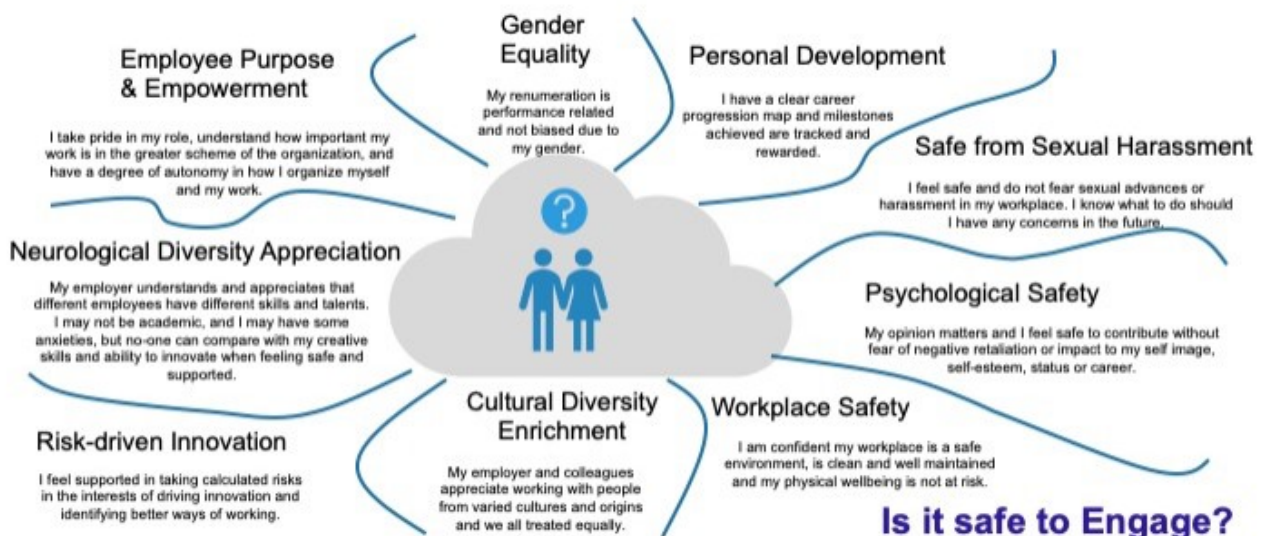 Gender
Equality
My renumeration is
performance related
and not biased due to
my gender.
Employee Purpose
& Empowerment
I take pride in my role, understand how important my
work is in the greater scheme of the organization, and
have a degree of autonomy in how I organize myself
and my work.
Personal Development
I have a clear career
progression map and milestones
achieved are tracked and
rewarded.
Safe from Sexual Harassment
I feel safe and do not fear sexual advances or
harassment in my workplace. I know what to do should
I have any concerns in the future.
?
Neurological Diversity Appreciation
My employer understands and appreciates that
different employees have different skills and talents.
I may not be academic, and I may have some
anxieties, but no-one can compare with my creative
skills and ability to innovate when feeling safe and
supported.
Psychological Safety
My opinion matters and I feel safe to contribute without
fear of negative retaliation or impact to my self image,
self-esteem, status or career.
Risk-driven Innovation
I feel supported in taking calculated risks
in the interests of driving innovation and
identifying better ways of working.
Cultural Diversity
Enrichment
My employer and colleagues
appreciate working with people
from varied cultures and origins
and we all treated equally.
Workplace Safety
I am confident my workplace is a safe
environment, is clean and well maintained
and my physical wellbeing is not at risk.
Is it safe to Engage?